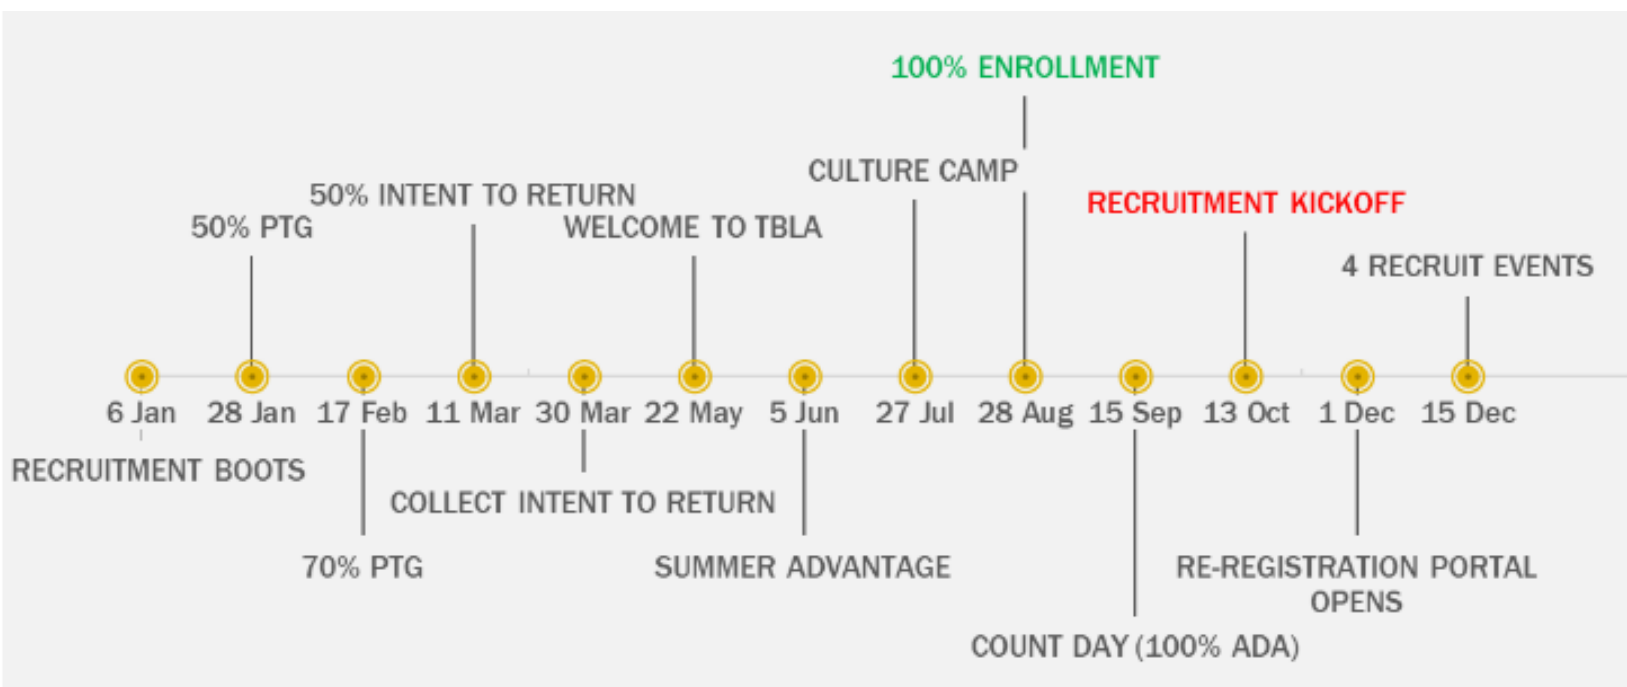 100% ENROLLMENT
CULTURE CAMP
50% INTENT TO RETURN
RECRUITMENT KICKOFF
50% PTG
WELCOME TO TBLA
4 RECRUIT EVENTS
6 Jan 28 Jan 17 Feb 11 Mar 30 Mar 22 May 5 Jun 27 Jul 28 Aug 15 Sep 13 Oct 1 Dec 15 Dec
RECRUITMENT BOOTS
COLLECT INTENT TO RETURN
70% PTG
SUMMER ADVANTAGE
RE-REGISTRATION PORTAL
OPENS
COUNT DAY (100% ADA)